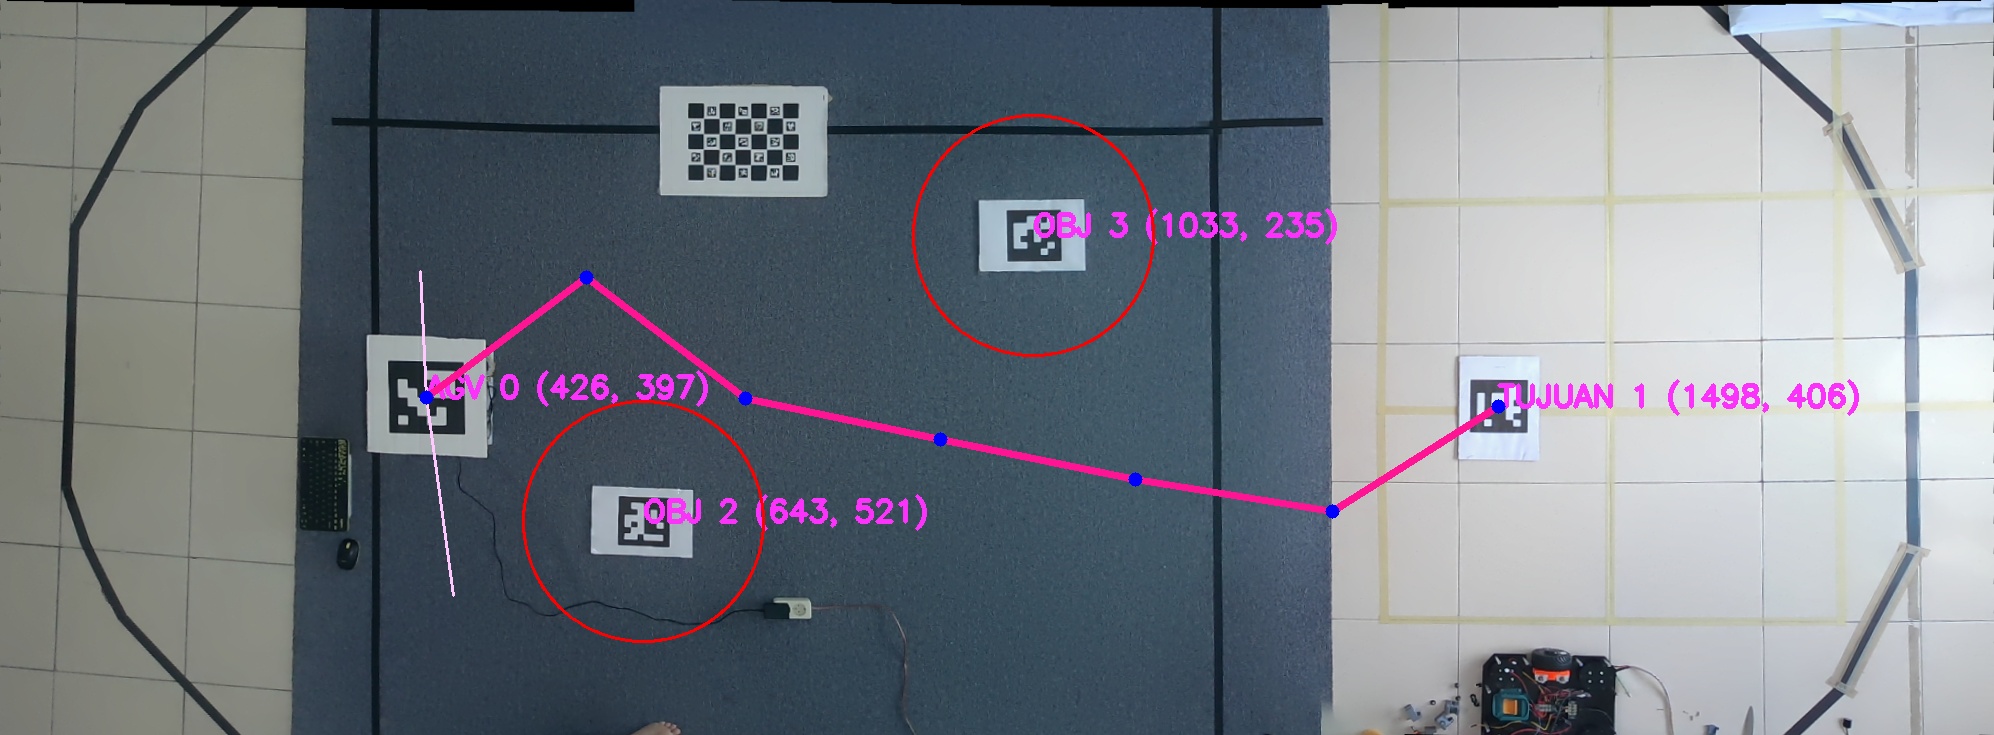 OBJ 3 (1033, 235)
AGV 0 (426, 397)
TUJUAN 1 (1498, 406)
OBJ 2 (643, 521)